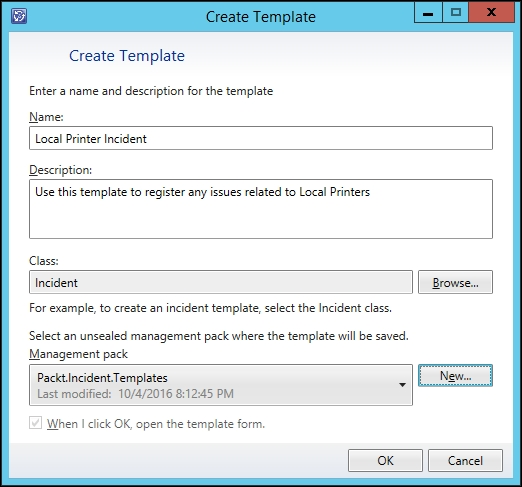 Create Template
Create Template
Enter a name and description for the template
Name:
Local Printer Incident
Description:
Use this template to register any issues related to Local Printers
Class:
Incident
Browse...
For example, to create an incident template, select the Incident class.
Select an unsealed management pack where the template will be saved.
Management pack
Packt.Incident.Templates
Last modified: 10/4/2016 8:12:45 PM
New...
When I click OK, open the template form.
OK
Cancel